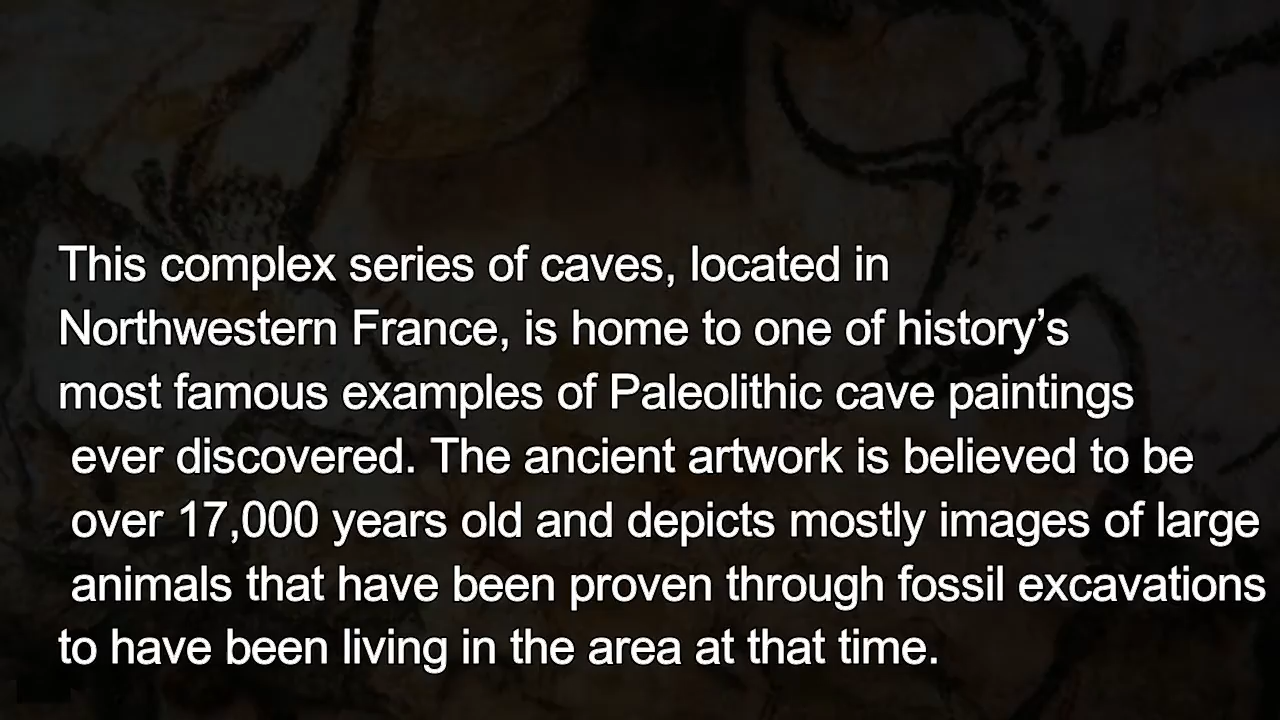 This complex series of caves, located in
Northwestern France, is home to one of history’s
most famous examples of Paleolithic cave paintings
ever discovered. The ancient artwork is believed to be
over 17,000 years old and depicts mostly images of large
animals that have been proven through fossil excavations
to have been living in the area at that time.